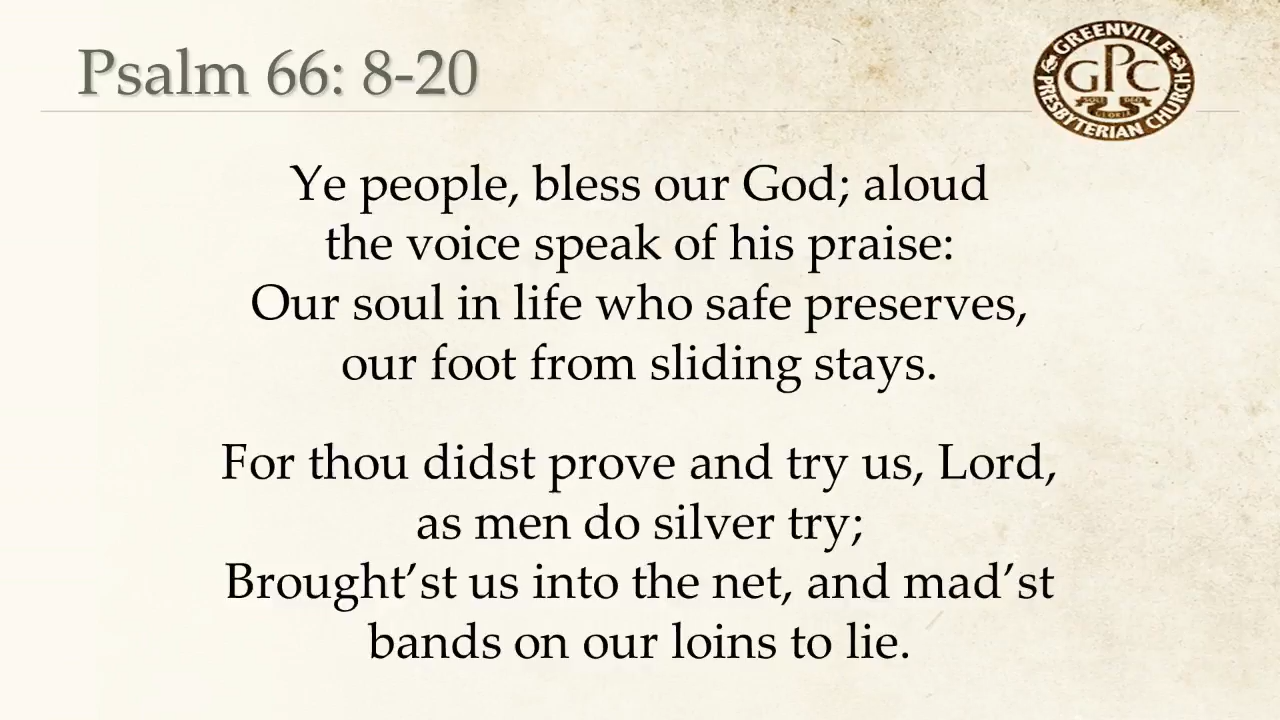 Psalm 66: 8-20
GREENVILLE
GPC
SOLI DEO
GLORIA
PRESBYTERIAN CHURCH
Ye people, bless our God; aloud
the voice speak of his praise:
Our soul in life who safe preserves,
our foot from sliding stays.
For thou didst prove and try us, Lord,
as men do silver try;
Brought’st us into the net, and mad’st
bands on our loins to lie.